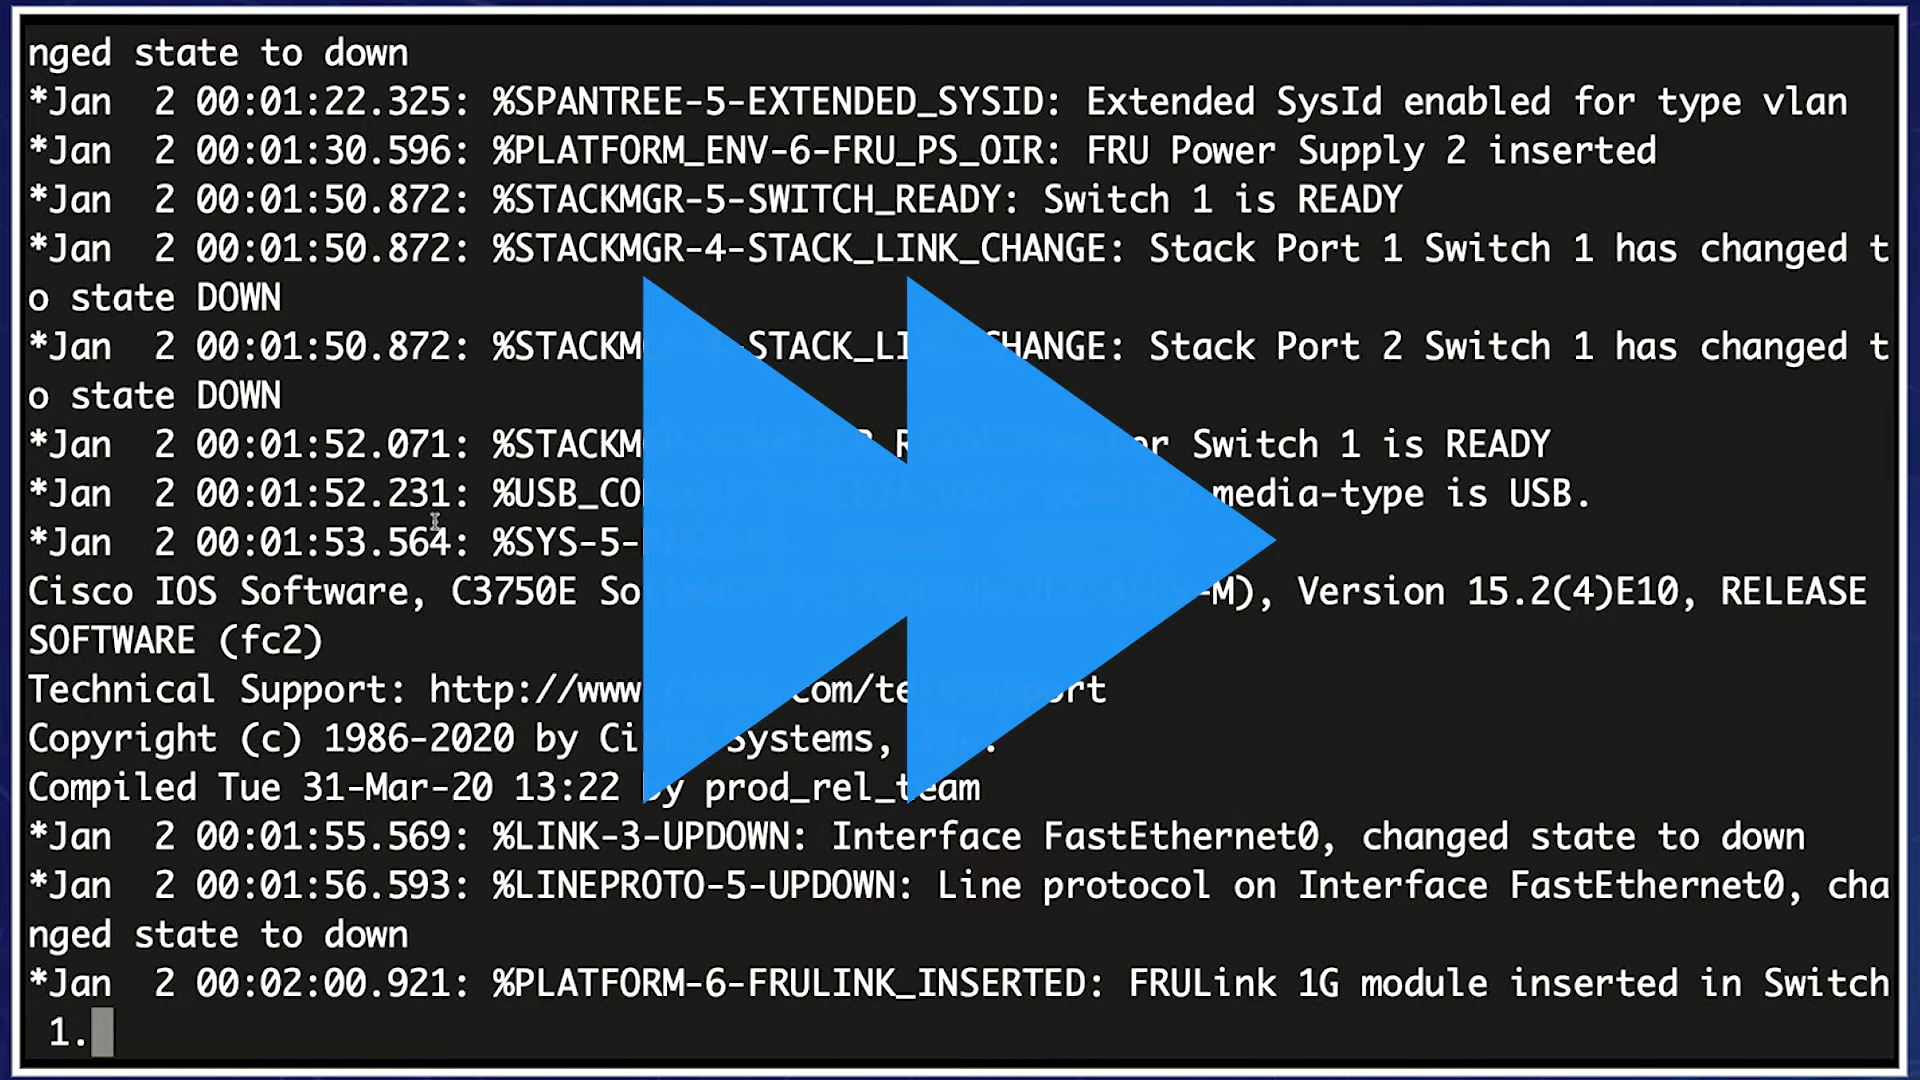 nged state to down
*Jan  2 00:01:22.325: %SPANTREE-5-EXTENDED_SYSID: Extended SysId enabled for type vlan
*Jan  2 00:01:30.596: %PLATFORM_ENV-6-FRU_PS_OIR: FRU Power Supply 2 inserted
*Jan  2 00:01:50.872: %STACKMGR-5-SWITCH_READY: Switch 1 is READY
*Jan  2 00:01:50.872: %STACKMGR-4-STACK_LINK_CHANGE: Stack Port 1 Switch 1 has changed t
o state DOWN
*Jan  2 00:01:50.872: %STACKM STACK_LI HANGE: Stack Port 2 Switch 1 has changed t
o state DOWN
*Jan  2 00:01:52.071: %STACKM Switch 1 is READY
*Jan  2 00:01:52.231: %USB_CO media-type is USB.
*Jan  2 00:01:53.564: %SYS-5-
Cisco IOS Software, C3750E So -M), Version 15.2(4)E10, RELEASE
SOFTWARE (fc2)
Technical Support: http://www com/te rt
Copyright (c) 1986-2020 by Ci Systems,
Compiled Tue 31-Mar-20 13:22 by prod_rel_team
*Jan  2 00:01:55.569: %LINK-3-UPDOWN: Interface FastEthernet0, changed state to down
*Jan  2 00:01:56.593: %LINEPROTO-5-UPDOWN: Line protocol on Interface FastEthernet0, cha
nged state to down
*Jan  2 00:02:00.921: %PLATFORM-6-FRULINK_INSERTED: FRULink 1G module inserted in Switch
 1.